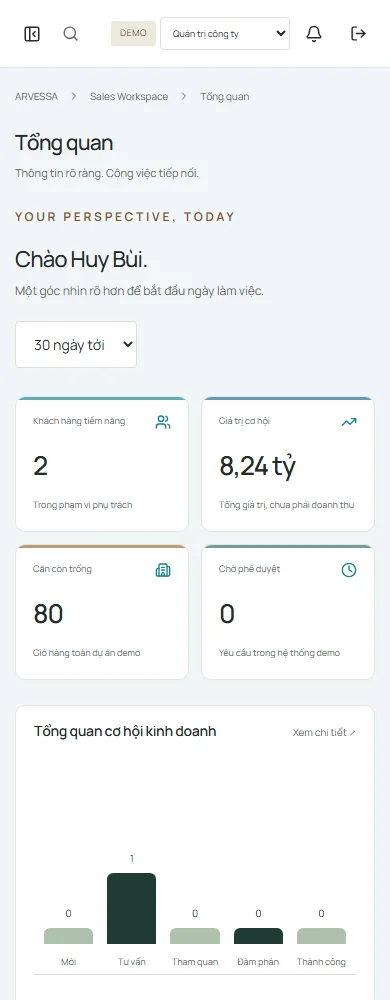 DEMO Quản trị công ty
ARVESSA > Sales Workspace > Tổng quan
Tổng quan
Thông tin rõ ràng. Công việc tiếp nối.
YOUR PERSPECTIVE, TODAY
Chào Huy Bùi.
Một góc nhìn rõ hơn để bắt đầu ngày làm việc.
30 ngày tới
Khách hàng tiềm năng
2
Trong phạm vi phụ trách
Giá trị cơ hội
8,24 tỷ
Tổng giá trị, chưa phải doanh thu
Căn còn trống
80
Giỏ hàng toàn dự án demo
Chờ phê duyệt
0
Yêu cầu trong hệ thống demo
Tổng quan cơ hội kinh doanh
Xem chi tiết ↗
0 1 0 0 0
Mới Tư vấn Tham quan Đàm phán Thành công